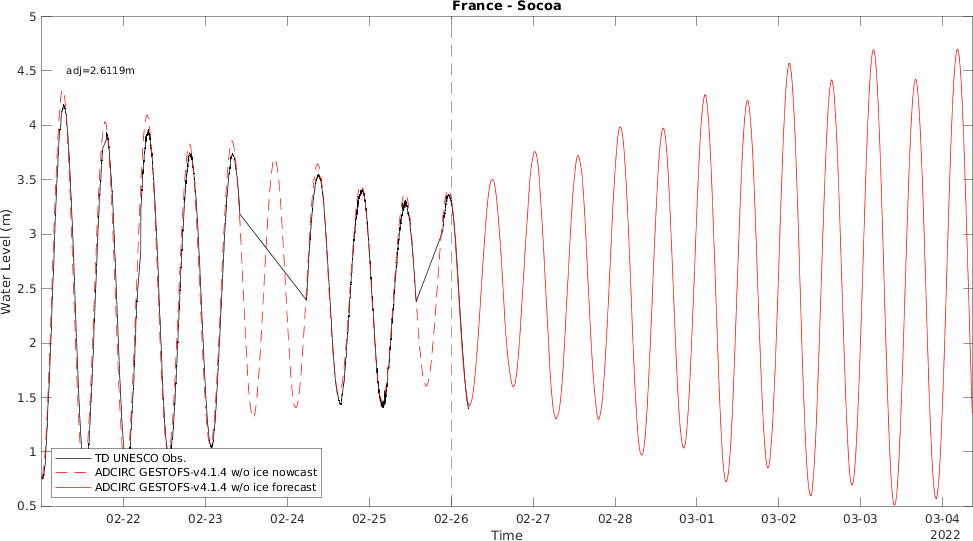 France - Socoa
5
4.5
4
3.5
3
2.5
2
1.5
1
0.5
Water Level (m)
adj=2.6119m
TD UNESCO Obs.
ADCIRC GESTOFS-v4.1.4 w/o ice nowcast
ADCIRC GESTOFS-v4.1.4 w/o ice forecast
02-22 02-23 02-24 02-25 02-26 02-27 02-28 03-01 03-02 03-03 03-04
2022
Time